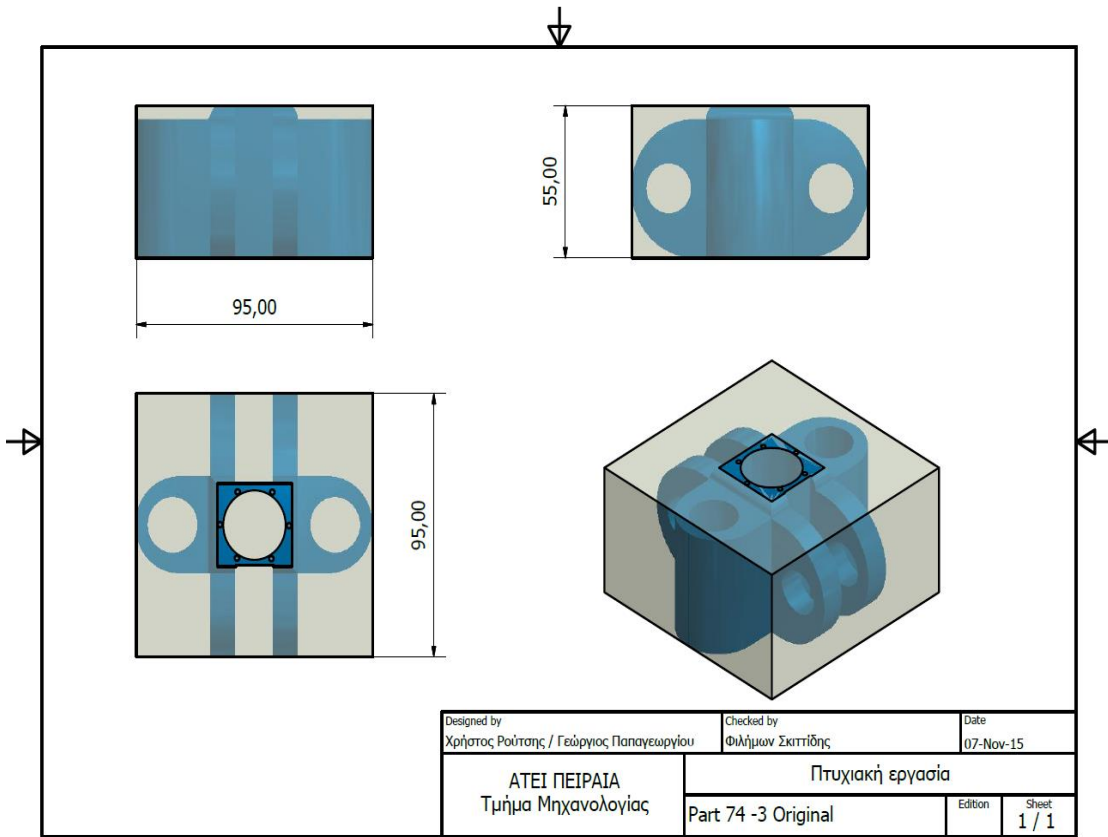 55,00
95,00
95,00
Designed by
Χρήστος Ρούτσης / Γεώργιος Παπαγεωργίου
Checked by
Φιλήμων Σκιττίδης
Date
07-Nov-15
ΑΤΕΙ ΠΕΙΡΑΙΑ
Τμήμα Μηχανολογίας
Πτυχιακή εργασία
Part 74 -3 Original
Edition
Sheet
1 / 1